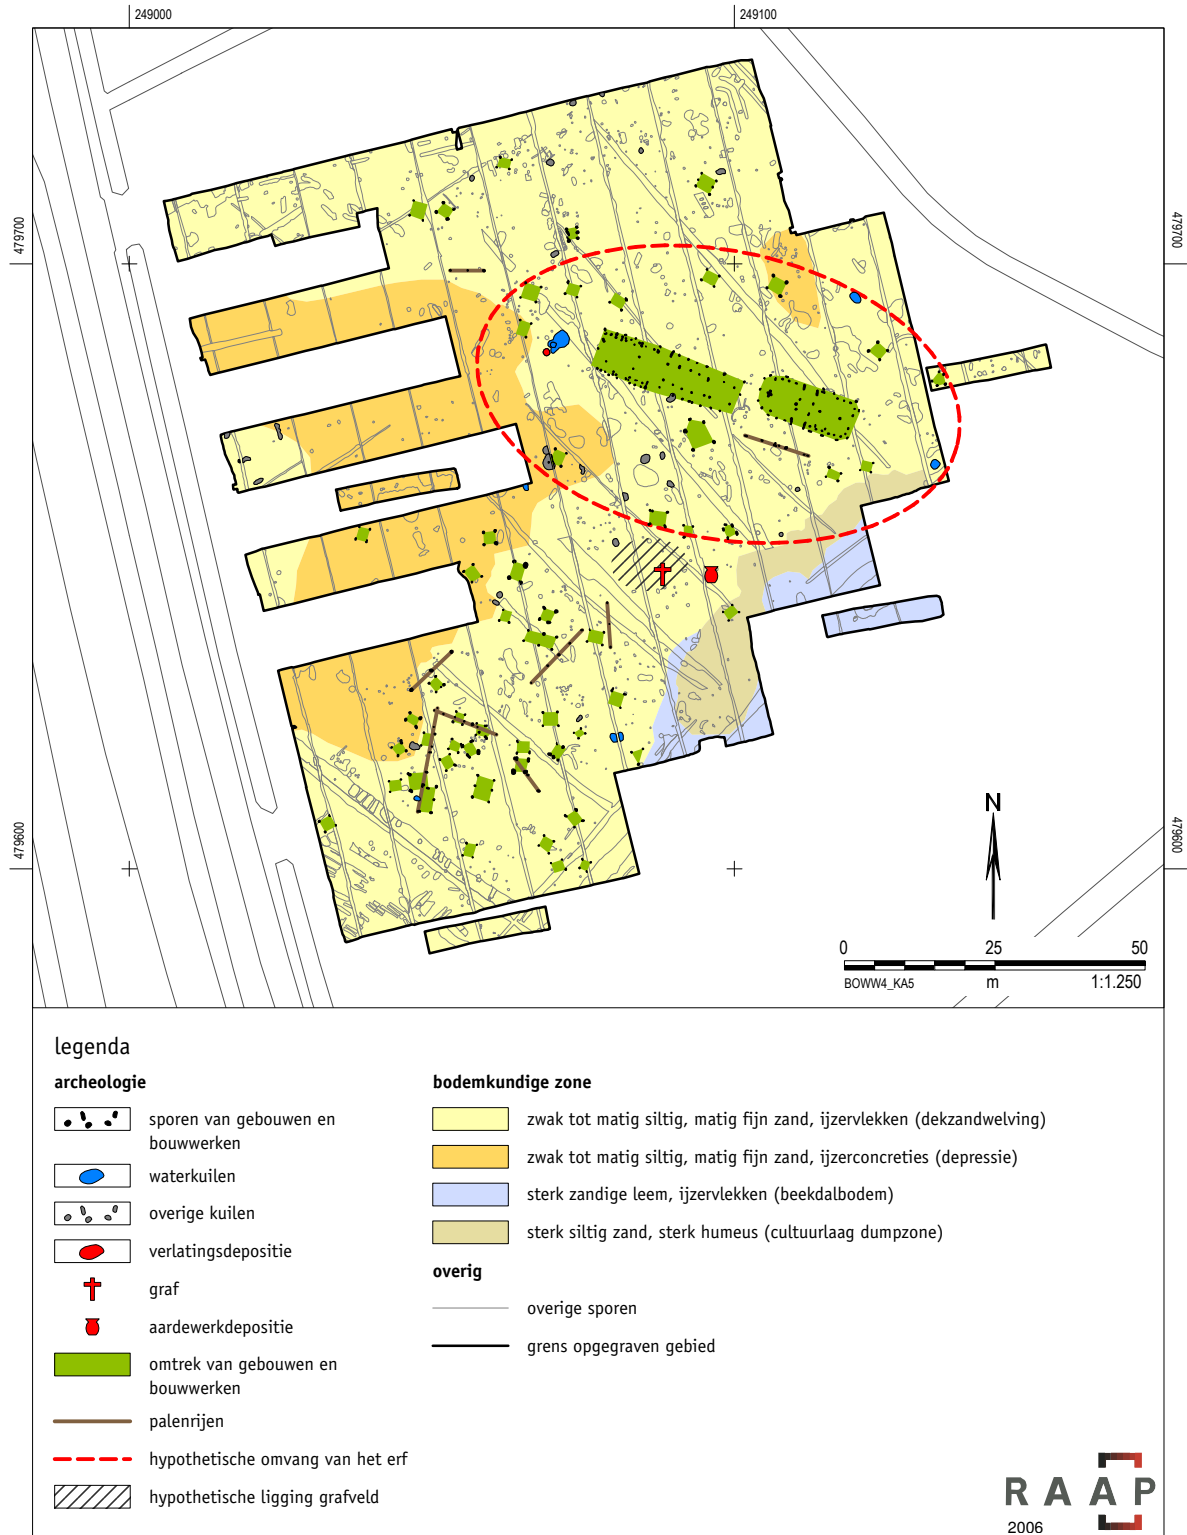 249000
249100
479700
479700
479600
479600
N
0 25 50
BOWW4_KA5 m 1:1.250
legenda
archeologie
sporen van gebouwen en
bouwwerken
waterkuilen
overige kuilen
verlatingsdepositie
graf
aardewerkdepositie
omtrek van gebouwen en
bouwwerken
palenrijen
hypothetische omvang van het erf
hypothetische ligging grafveld
bodemkundige zone
zwak tot matig siltig, matig fijn zand, ijzervlekken (dekzandwelving)
zwak tot matig siltig, matig fijn zand, ijzerconcreties (depressie)
sterk zandige leem, ijzervlekken (beekdalbodem)
sterk siltig zand, sterk humeus (cultuurlaag dumpzone)
overig
overige sporen
grens opgegraven gebied
RAAP
2006